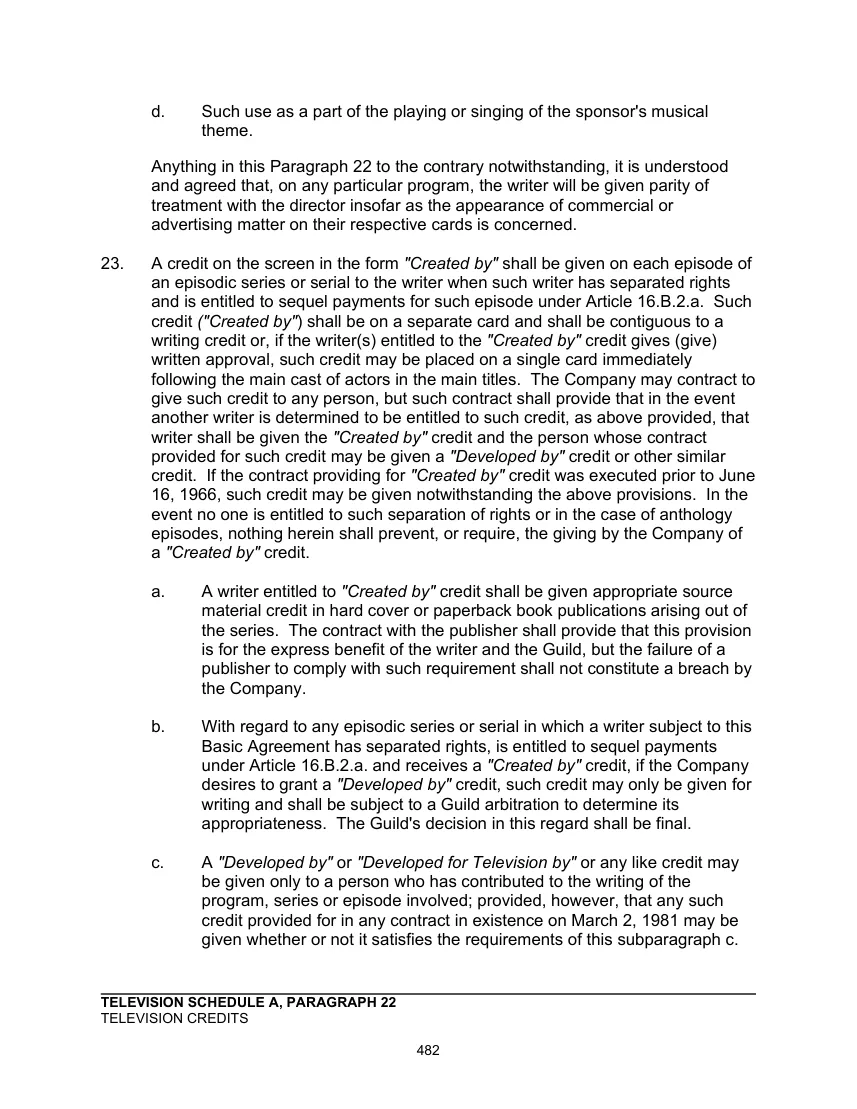 d. Such use as a part of the playing or singing of the sponsor's musical
theme.
Anything in this Paragraph 22 to the contrary notwithstanding, it is understood
and agreed that, on any particular program, the writer will be given parity of
treatment with the director insofar as the appearance of commercial or
advertising matter on their respective cards is concerned.
23. A credit on the screen in the form "Created by" shall be given on each episode of
an episodic series or serial to the writer when such writer has separated rights
and is entitled to sequel payments for such episode under Article 16.B.2.a. Such
credit ("Created by") shall be on a separate card and shall be contiguous to a
writing credit or, if the writer(s) entitled to the "Created by" credit gives (give)
written approval, such credit may be placed on a single card immediately
following the main cast of actors in the main titles. The Company may contract to
give such credit to any person, but such contract shall provide that in the event
another writer is determined to be entitled to such credit, as above provided, that
writer shall be given the "Created by" credit and the person whose contract
provided for such credit may be given a "Developed by" credit or other similar
credit. If the contract providing for "Created by" credit was executed prior to June
16, 1966, such credit may be given notwithstanding the above provisions. In the
event no one is entitled to such separation of rights or in the case of anthology
episodes, nothing herein shall prevent, or require, the giving by the Company of
a "Created by" credit.
a. A writer entitled to "Created by" credit shall be given appropriate source
material credit in hard cover or paperback book publications arising out of
the series. The contract with the publisher shall provide that this provision
is for the express benefit of the writer and the Guild, but the failure of a
publisher to comply with such requirement shall not constitute a breach by
the Company.
b. With regard to any episodic series or serial in which a writer subject to this
Basic Agreement has separated rights, is entitled to sequel payments
under Article 16.B.2.a. and receives a "Created by" credit, if the Company
desires to grant a "Developed by" credit, such credit may only be given for
writing and shall be subject to a Guild arbitration to determine its
appropriateness. The Guild's decision in this regard shall be final.
c. A "Developed by" or "Developed for Television by" or any like credit may
be given only to a person who has contributed to the writing of the
program, series or episode involved; provided, however, that any such
credit provided for in any contract in existence on March 2, 1981 may be
given whether or not it satisfies the requirements of this subparagraph c.
TELEVISION SCHEDULE A, PARAGRAPH 22
TELEVISION CREDITS
482